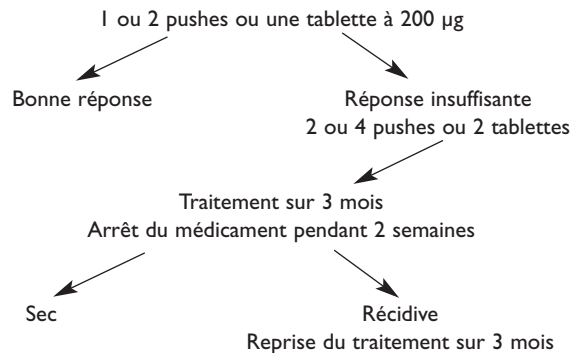 1 ou 2 pushes ou une tablette à 200 µg
Bonne réponse
Réponse insuffisante
2 ou 4 pushes ou 2 tablettes
Traitement sur 3 mois
Arrêt du médicament pendant 2 semaines
Sec
Récidive
Reprise du traitement sur 3 mois